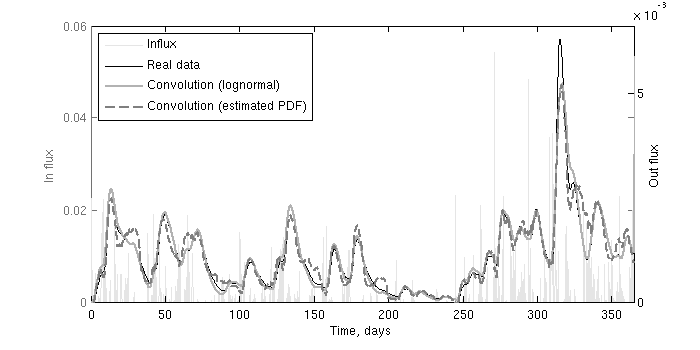 × 10⁻³
0.06
Influx
Real data
Convolution (lognormal)
Convolution (estimated PDF)
0.04
0.02
0
In flux
5
0
Out flux
0 50 100 150 200 250 300 350
Time, days